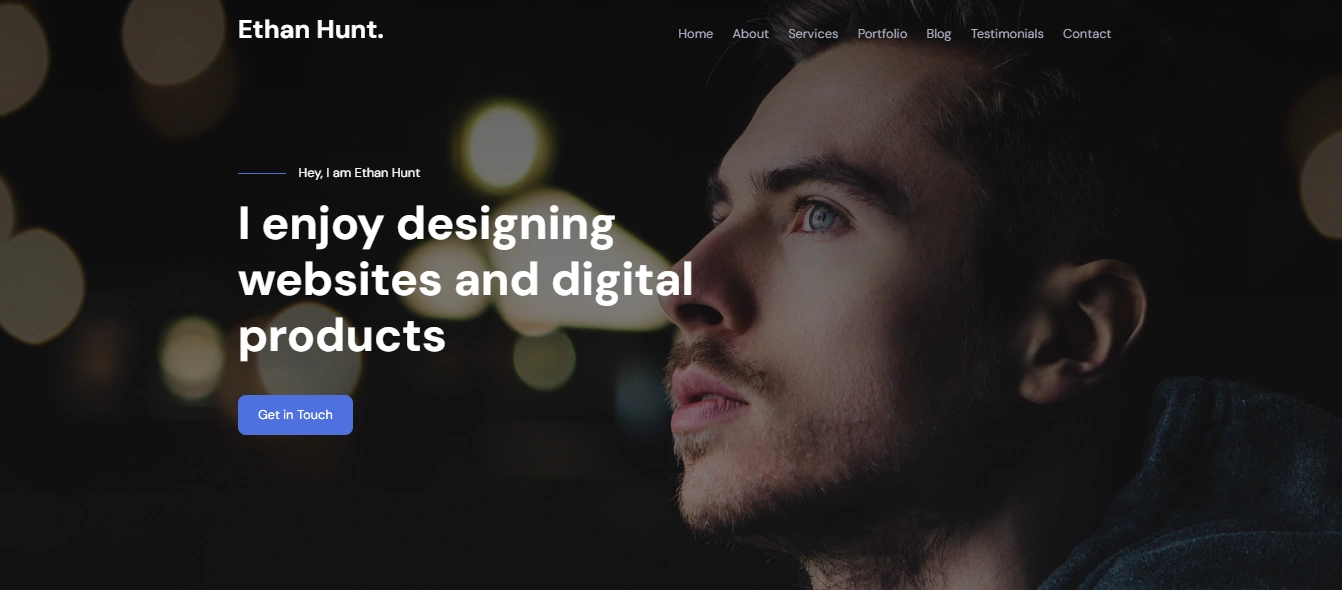 Ethan Hunt.
Home About Services Portfolio Blog Testimonials Contact
Hey, I am Ethan Hunt
I enjoy designing
websites and digital
products
Get in Touch